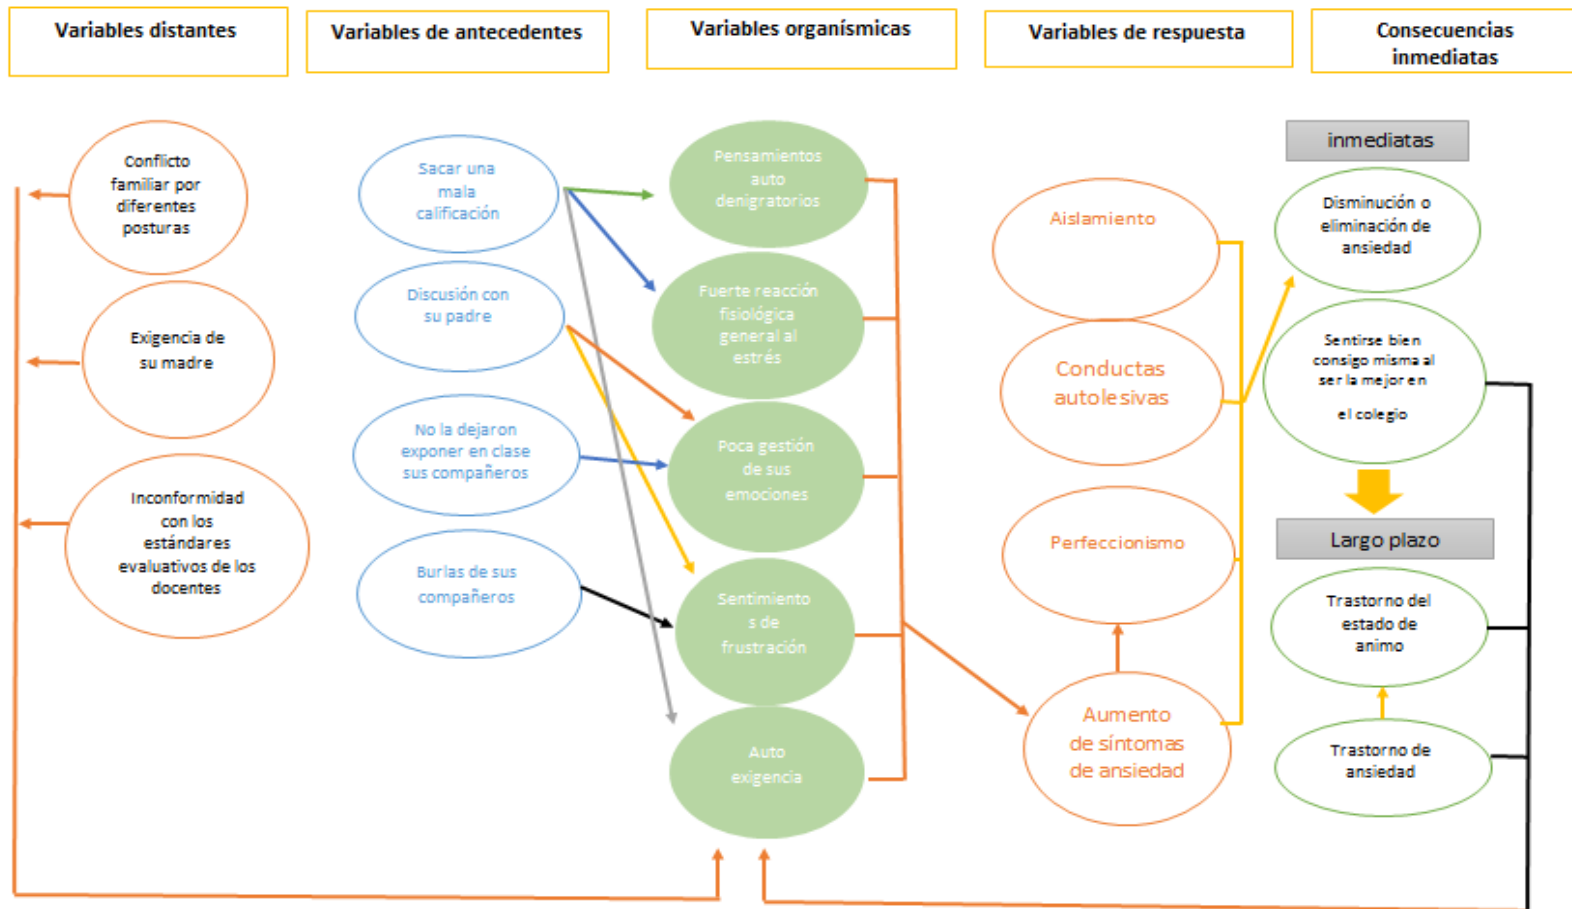 Variables distantes
Variables de antecedentes
Variables organísmicas
Variables de respuesta
Consecuencias
inmediatas
Conflicto
familiar por
diferentes
posturas
Exigencia de
su madre
Inconformidad
con los
estándares
evaluativos de los
docentes
Sacar una
mala
calificación
Discusión con
su padre
No la dejaron
exponer en clase
sus compañeros
Burlas de sus
compañeros
Pensamientos
auto
denigratorios
Fuerte reacción
fisiológica
general al
estrés
Poca gestión
de sus
emociones
Sentimiento
s de
frustración
Auto
exigencia
Aislamiento
Conductas
autolesivas
Perfeccionismo
Aumento
de síntomas
de ansiedad
inmediatas
Disminución o
eliminación de
ansiedad
Sentirse bien
consigo misma al
ser la mejor en
el colegio
Largo plazo
Trastorno del
estado de
animo
Trastorno de
ansiedad